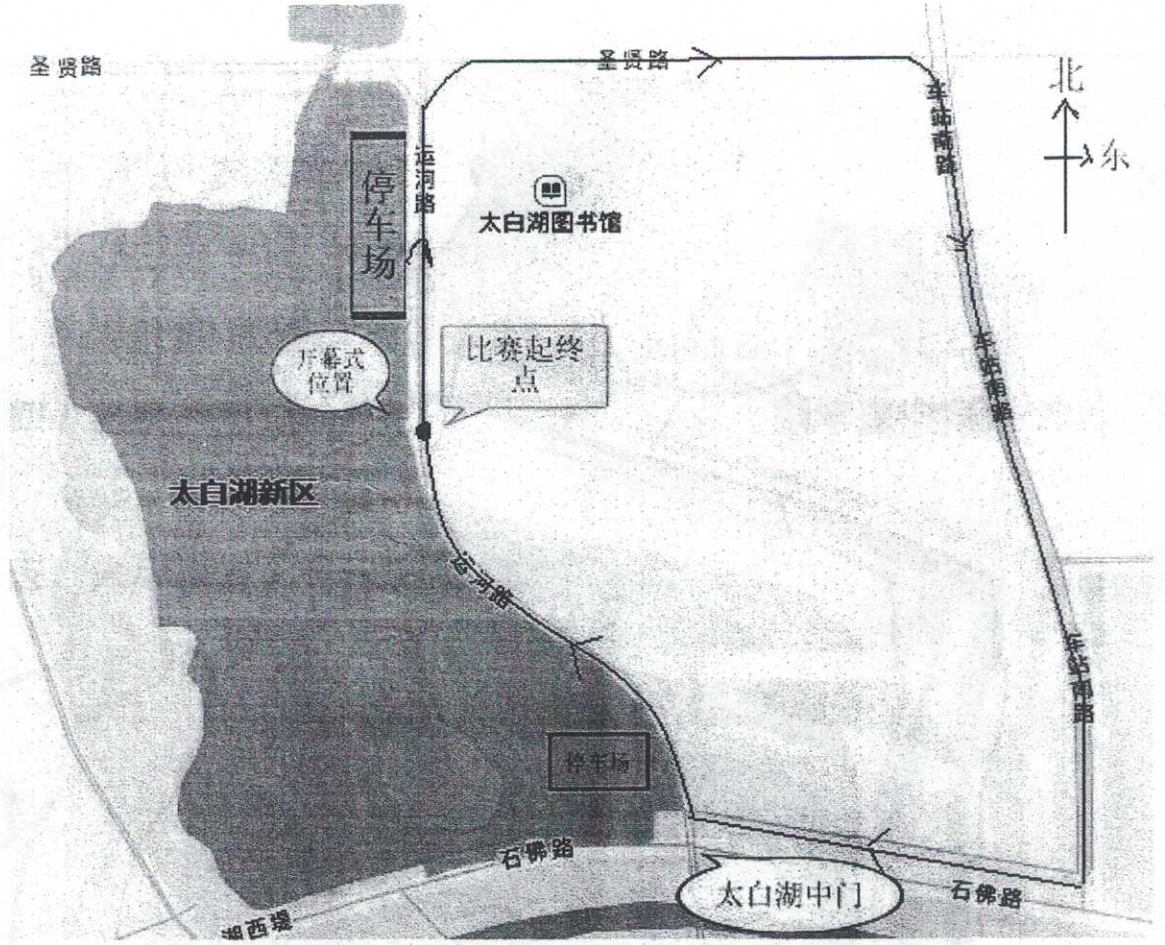 圣贤路
圣贤路
北
东
车站南路
运河路
停车场
太白湖图书馆
比赛起终
点
开幕式
位置
车站南路
太白湖新区
运河路
车站南路
停车场
石佛路
太白湖中门
石佛路
湖西堤